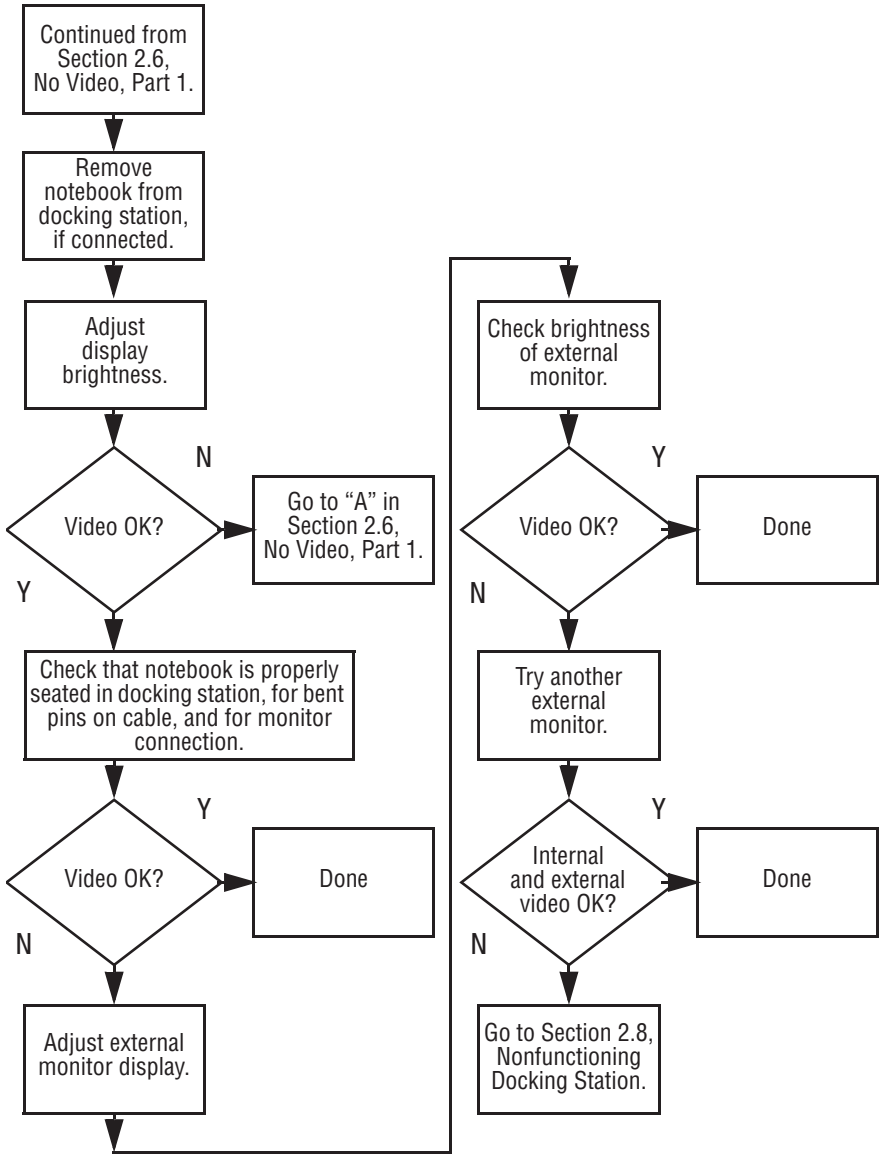 Continued from
Section 2.6,
No Video, Part 1.
Remove
notebook from
docking station,
if connected.
Adjust
display
brightness.
Video OK?
N
Go to “A” in
Section 2.6,
No Video, Part 1.
Y
Check that notebook is properly
seated in docking station, for bent
pins on cable, and for monitor
connection.
Video OK?
Y
Done
N
Adjust external
monitor display.
Check brightness
of external
monitor.
Video OK?
Y
Done
N
Try another
external
monitor.
Internal
and external
video OK?
Y
Done
N
Go to Section 2.8,
Nonfunctioning
Docking Station.